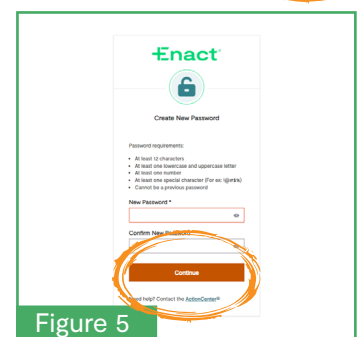 Enact
Create New Password
Password requirements:
• At least 12 characters
• At least one lowercase and uppercase letter
• At least one number
• At least one special character (For ex: !@#$%)
• Cannot be a previous password
New Password *
Confirm New Password
Continue
Need help? Contact the ActionCenter®
Figure 5